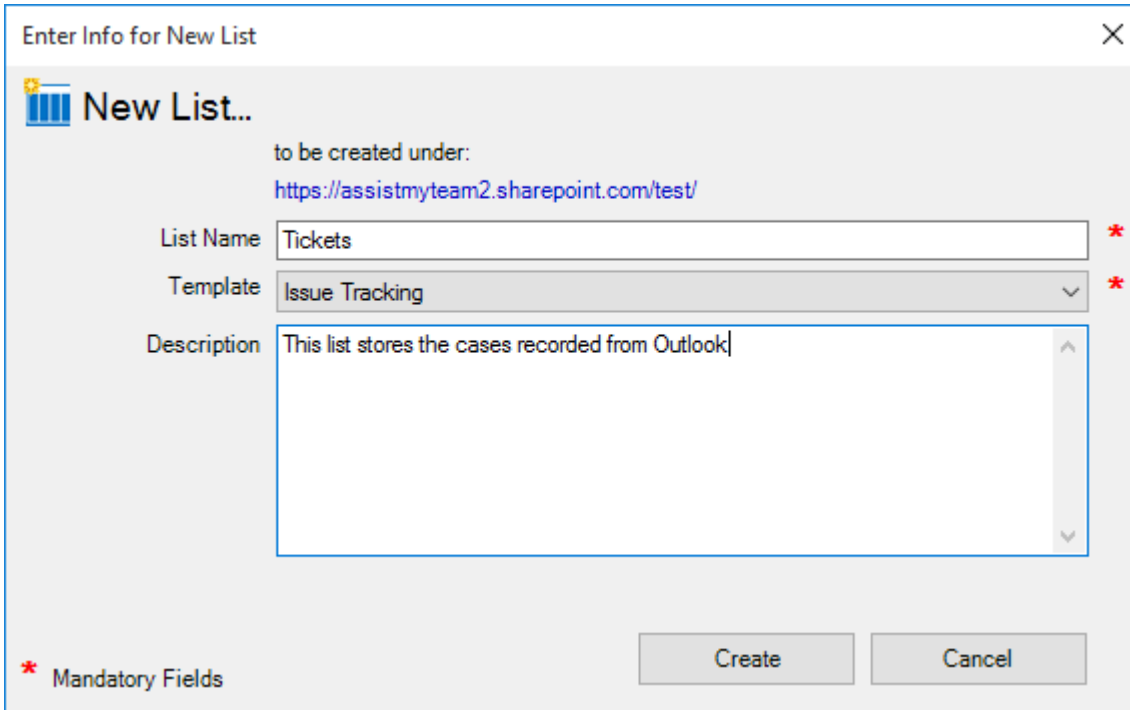 Enter Info for New List
New List...
to be created under:
https://assistmyteam2.sharepoint.com/test/
List Name Tickets *
Template Issue Tracking *
Description This list stores the cases recorded from Outlook
Create Cancel
* Mandatory Fields